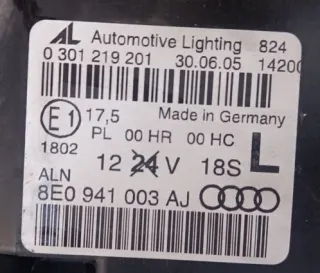 AL Automotive Lighting 824
0 301 219 201 30.06.05 14200
E1 17,5 Made in Germany
PL 00 HR 00 HC
1802
12 24 V 18S L
ALN
8E0 941 003 AJ